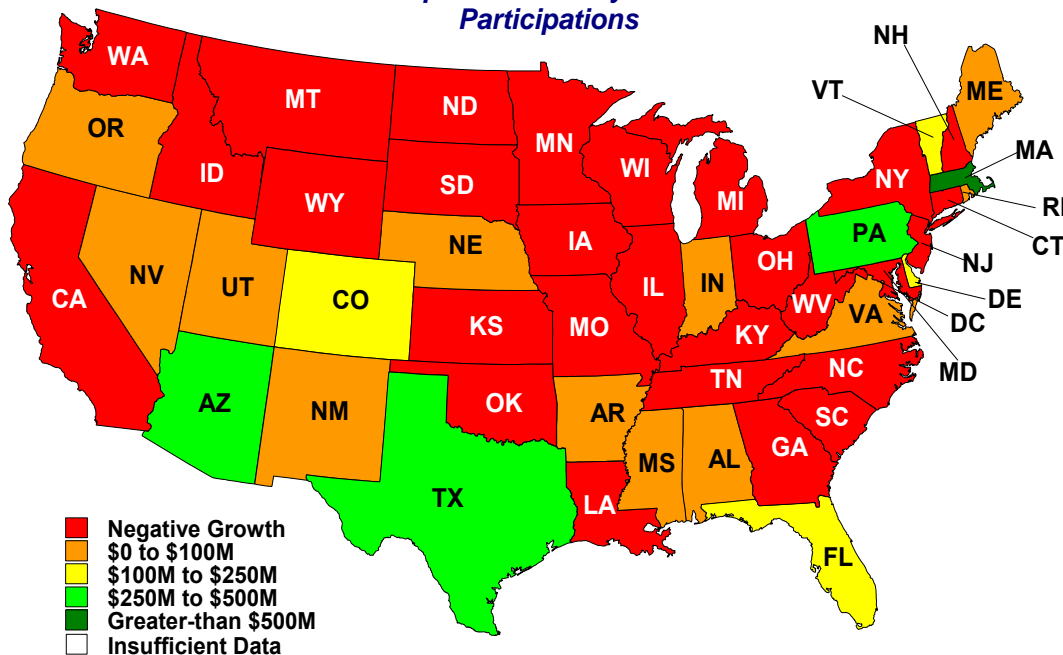 Participations
NH
WA
VT
ME
MT
ND
MN
OR
MA
WI
ID
SD
NY
WY
MI
RI
PA
NE
IA
CT
OH
NJ
NV
IN
UT
IL
CA
CO
WV
DE
KS
MO
VA
DC
KY
MD
NC
TN
AZ
OK
AR
NM
SC
GA
MS
AL
TX
LA
FL
Negative Growth
$0 to $100M
$100M to $250M
$250M to $500M
Greater-than $500M
Insufficient Data